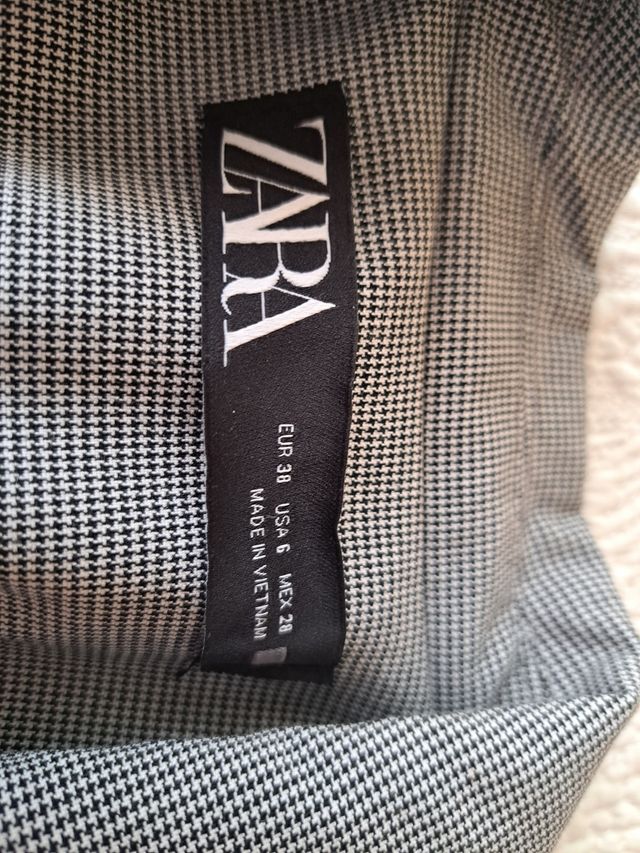 ZARA
EUR 38 USA 6 MEX 28
MADE IN VIETNAM